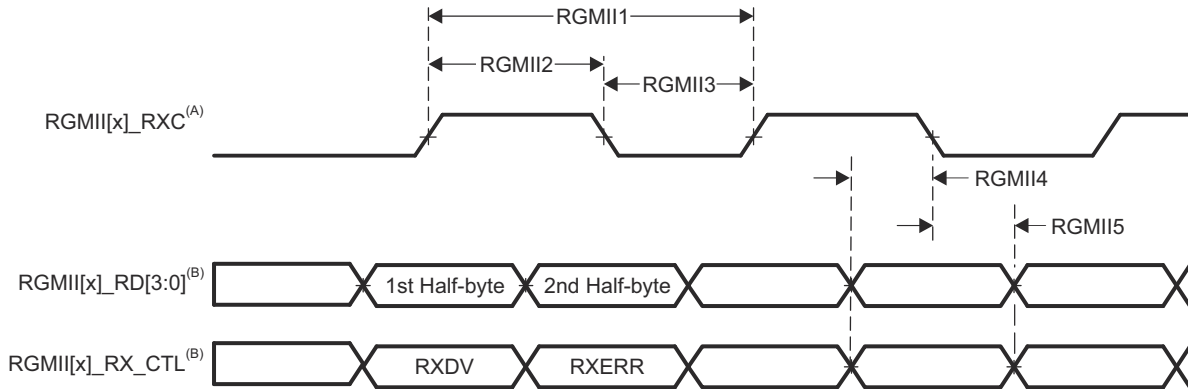 RGMII1
RGMII2
RGMII3
RGMII[x]_RXC(A)
RGMII4
RGMII5
RGMII[x]_RD[3:0](B)
1st Half-byte
2nd Half-byte
RGMII[x]_RX_CTL(B)
RXDV
RXERR